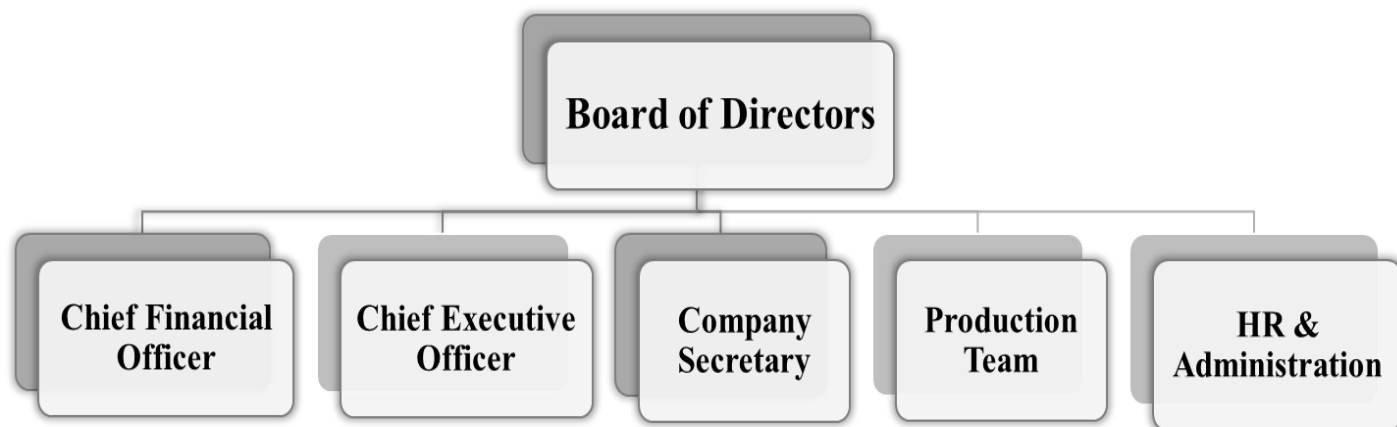 Board of Directors
Chief Financial
Officer
Chief Executive
Officer
Company
Secretary
Production
Team
HR &
Administration